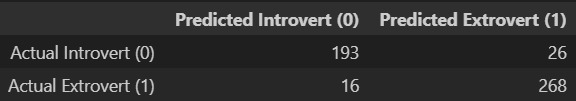 Predicted Introvert (0) Predicted Extrovert (1)
Actual Introvert (0) 193 26
Actual Extrovert (1) 16 268